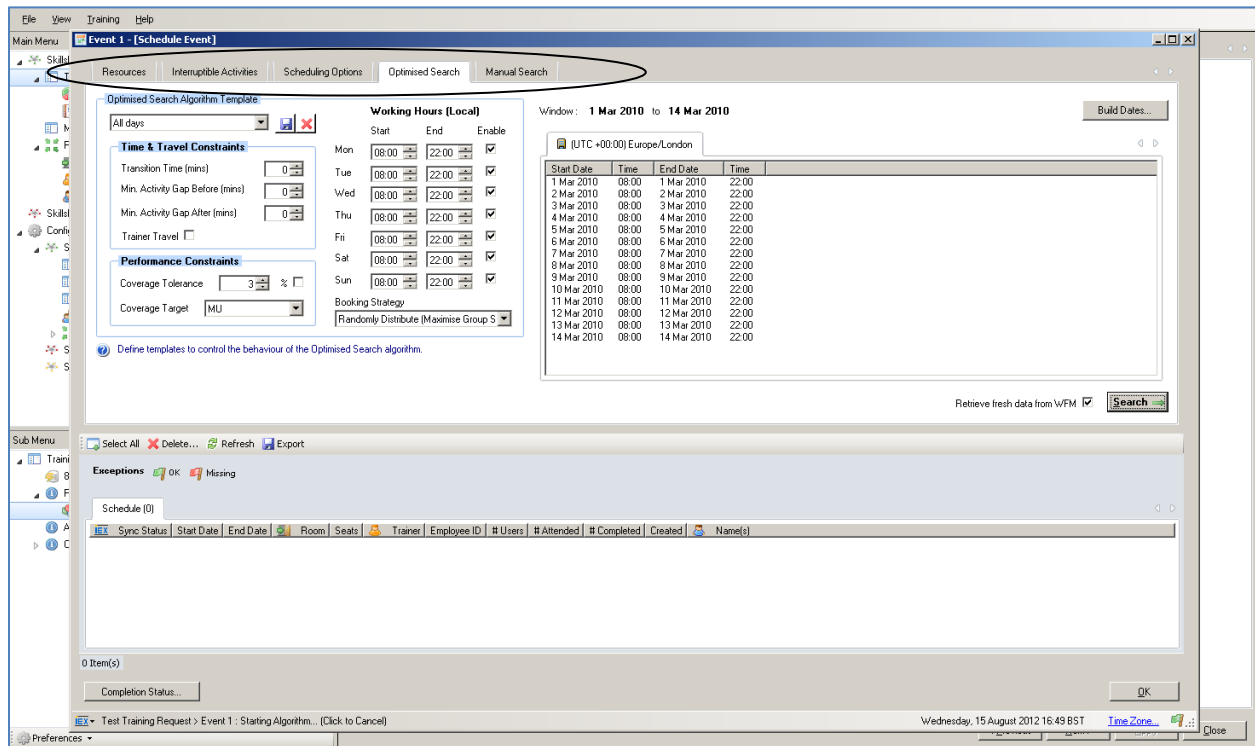 File View Training Help
Main Menu
Event 1 - [Schedule Event]
Resources Interruptible Activities Scheduling Options Optimised Search Manual Search
Optimised Search Algorithm Template
All days
Time & Travel Constraints
Transition Time (mins) 0
Min. Activity Gap Before (mins) 0
Min. Activity Gap After (mins) 0
Trainer Travel
Performance Constraints
Coverage Tolerance 3 %
Coverage Target MU
Working Hours (Local)
Start End Enable
Mon 08:00 22:00
Tue 08:00 22:00
Wed 08:00 22:00
Thu 08:00 22:00
Fri 08:00 22:00
Sat 08:00 22:00
Sun 08:00 22:00
Booking Strategy
Randomly Distribute (Maximise Group S
Define templates to control the behaviour of the Optimised Search algorithm.
Window : 1 Mar 2010 to 14 Mar 2010
Build Dates...
(UTC +00:00) Europe/London
Start Date Time End Date Time
1 Mar 2010 08:00 1 Mar 2010 22:00
2 Mar 2010 08:00 2 Mar 2010 22:00
3 Mar 2010 08:00 3 Mar 2010 22:00
4 Mar 2010 08:00 4 Mar 2010 22:00
5 Mar 2010 08:00 5 Mar 2010 22:00
6 Mar 2010 08:00 6 Mar 2010 22:00
7 Mar 2010 08:00 7 Mar 2010 22:00
8 Mar 2010 08:00 8 Mar 2010 22:00
9 Mar 2010 08:00 9 Mar 2010 22:00
10 Mar 2010 08:00 10 Mar 2010 22:00
11 Mar 2010 08:00 11 Mar 2010 22:00
12 Mar 2010 08:00 12 Mar 2010 22:00
13 Mar 2010 08:00 13 Mar 2010 22:00
14 Mar 2010 08:00 14 Mar 2010 22:00
Retrieve fresh data from WFM Search
Sub Menu
Select All Delete... Refresh Export
Exceptions OK Missing
Schedule (0)
IEX Sync Status Start Date End Date Room Seats Trainer Employee ID # Users # Attended # Completed Created Name(s)
0 Item(s)
Completion Status... OK
IEX Test Training Request > Event 1 : Starting Algorithm... (Click to Cancel) Wednesday, 15 August 2012 16:49 BST Time Zone...
Preferences Close